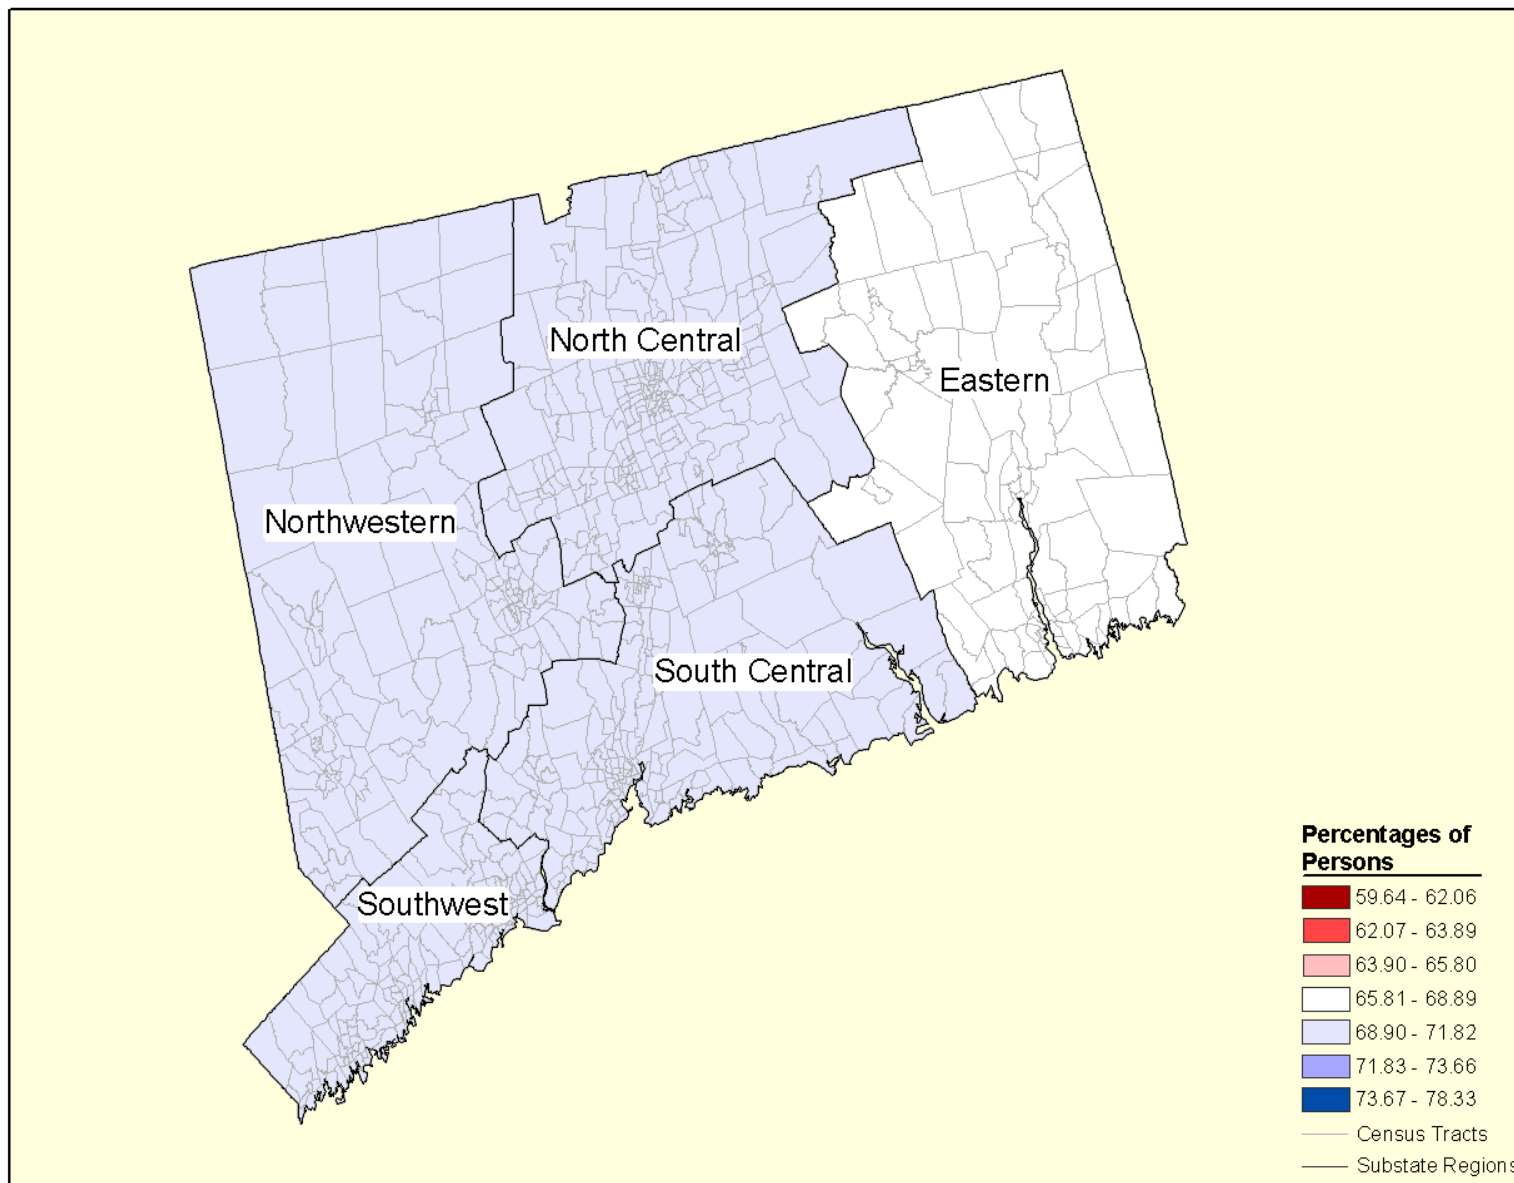 North Central
Eastern
Northwestern
South Central
Southwest
Percentages of
Persons
59.64 - 62.06
62.07 - 63.89
63.90 - 65.80
65.81 - 68.89
68.90 - 71.82
71.83 - 73.66
73.67 - 78.33
Census Tracts
Substate Regions